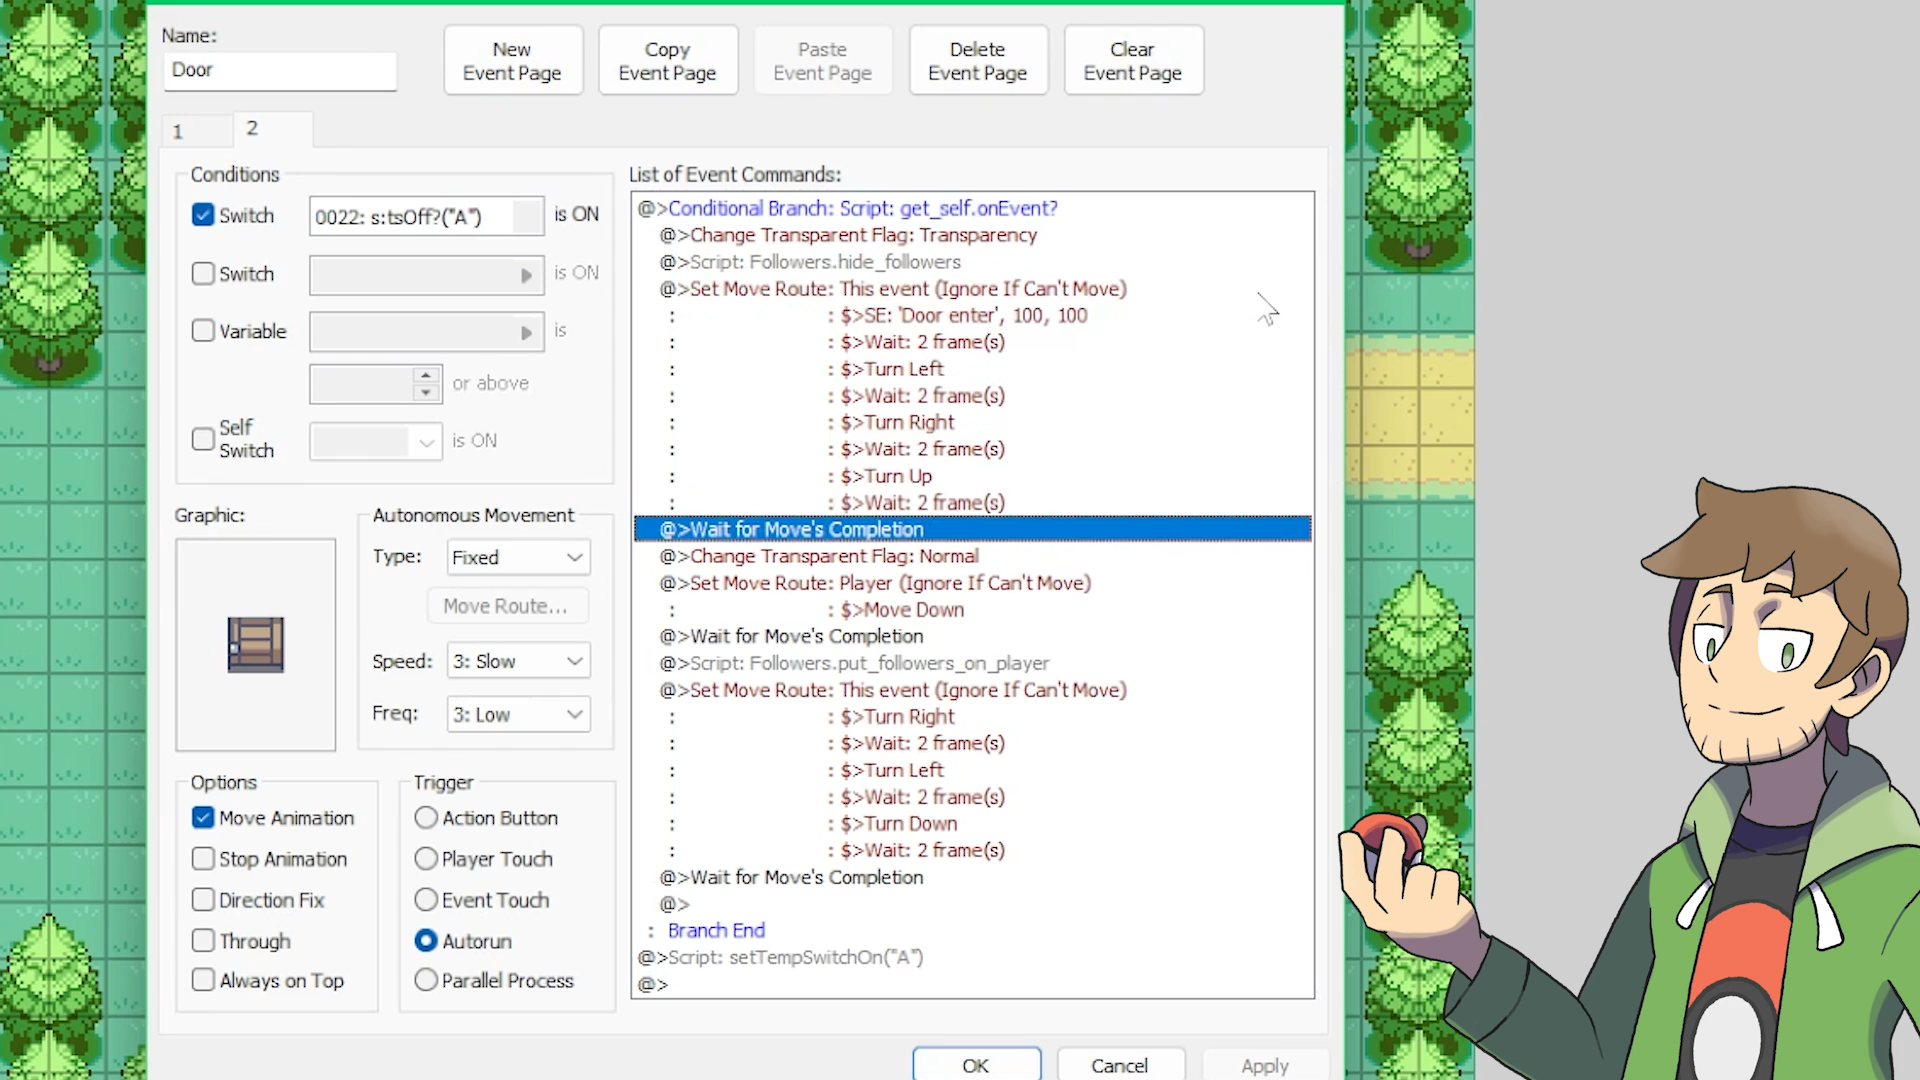 Name:
Door
New
Event Page
Copy
Event Page
Paste
Event Page
Delete
Event Page
Clear
Event Page
1
2
Conditions
Switch
0022: s:tsOff?("A")
is ON
Switch
is ON
Variable
is
or above
Self
Switch
is ON
Graphic:
Autonomous Movement
Type:
Fixed
Move Route...
Speed:
3: Slow
Freq:
3: Low
Options
Move Animation
Stop Animation
Direction Fix
Through
Always on Top
Trigger
Action Button
Player Touch
Event Touch
Autorun
Parallel Process
List of Event Commands:
@>Conditional Branch: Script: get_self.onEvent?
@>Change Transparent Flag: Transparency
@>Script: Followers.hide_followers
@>Set Move Route: This event (Ignore If Can't Move)
: : $>SE: 'Door enter', 100, 100
: : $>Wait: 2 frame(s)
: : $>Turn Left
: : $>Wait: 2 frame(s)
: : $>Turn Right
: : $>Wait: 2 frame(s)
: : $>Turn Up
: : $>Wait: 2 frame(s)
@>Wait for Move's Completion
@>Change Transparent Flag: Normal
@>Set Move Route: Player (Ignore If Can't Move)
: : $>Move Down
@>Wait for Move's Completion
@>Script: Followers.put_followers_on_player
@>Set Move Route: This event (Ignore If Can't Move)
: : $>Turn Right
: : $>Wait: 2 frame(s)
: : $>Turn Left
: : $>Wait: 2 frame(s)
: : $>Turn Down
: : $>Wait: 2 frame(s)
@>Wait for Move's Completion
@>
: Branch End
@>Script: setTempSwitchOn("A")
@>
OK
Cancel
Apply